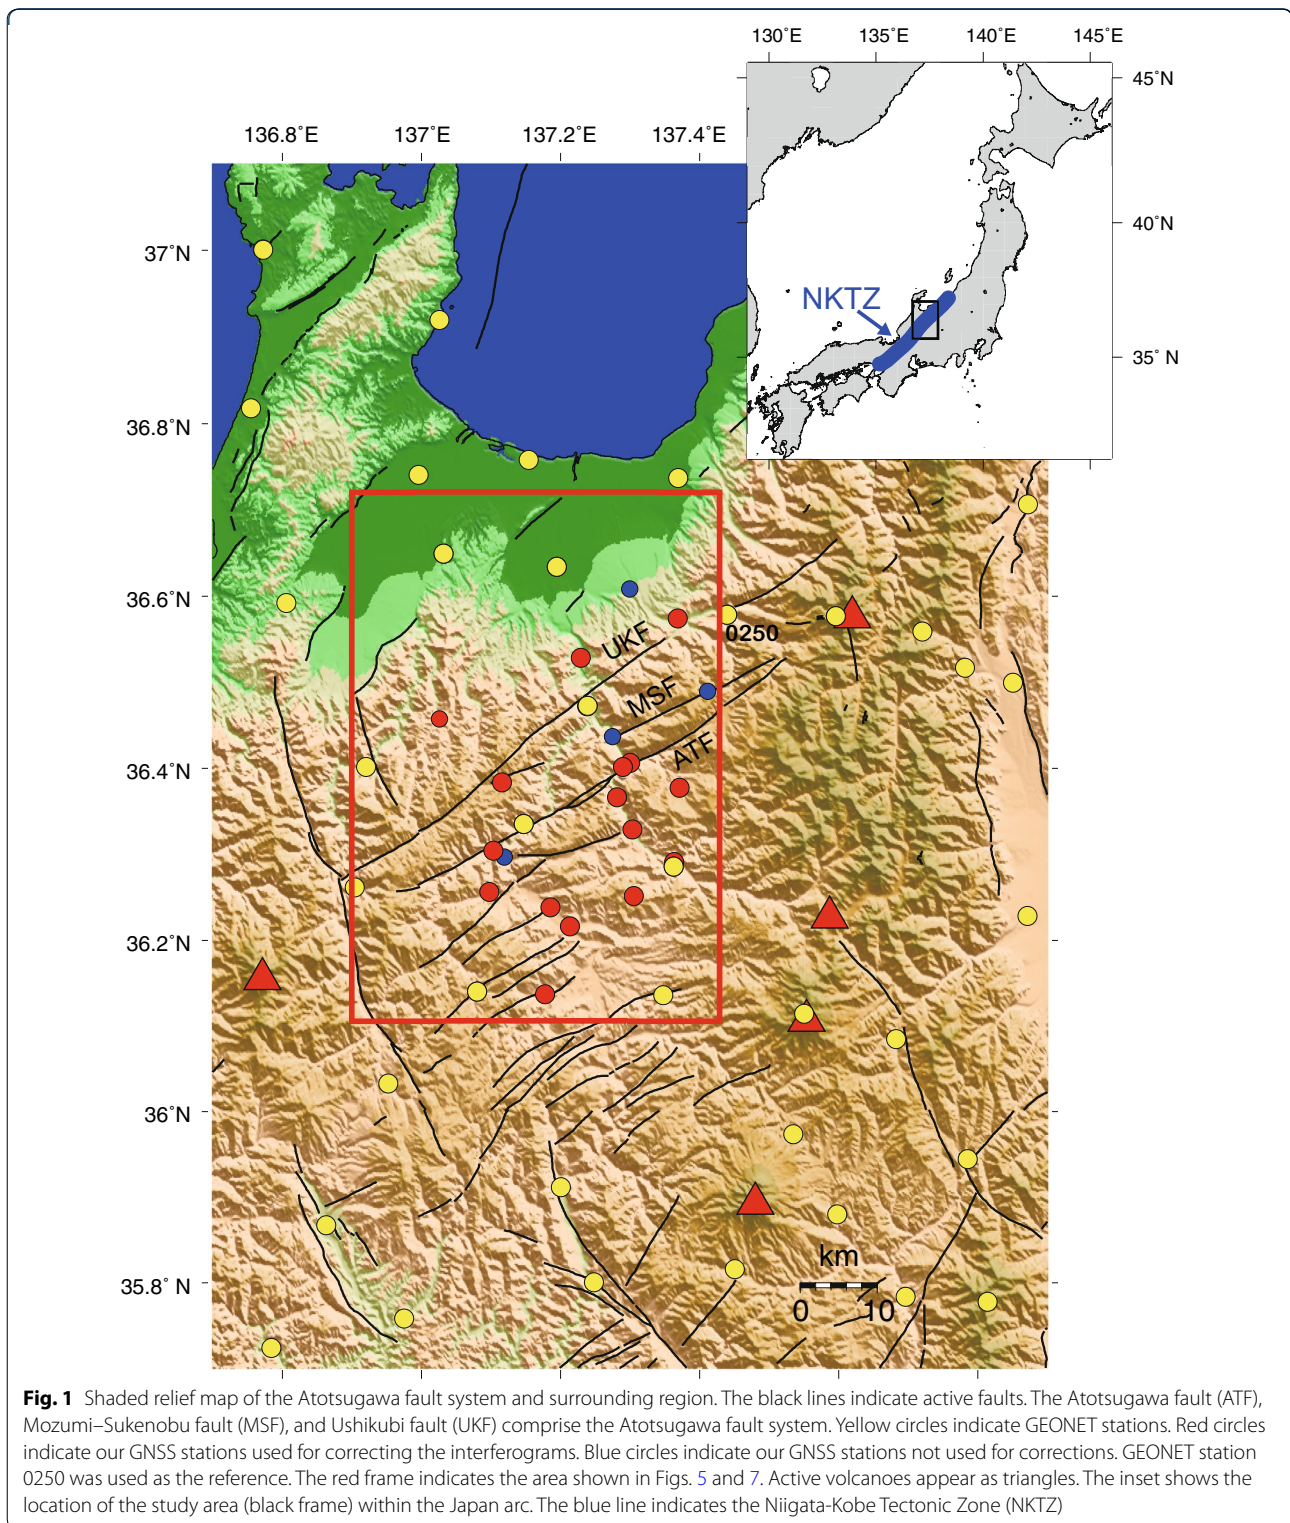 130˚E 135˚E 140˚E 145˚E
45˚N
40˚N
35˚ N
NKTZ
136.8˚E 137˚E 137.2˚E 137.4˚E
37˚N
36.8˚N
36.6˚N
36.4˚N
36.2˚N
36˚N
35.8˚ N
UKF
0250
MSF
ATF
km
0 10
Fig. 1 Shaded relief map of the Atotsugawa fault system and surrounding region. The black lines indicate active faults. The Atotsugawa fault (ATF),
Mozumi–Sukenobu fault (MSF), and Ushikubi fault (UKF) comprise the Atotsugawa fault system. Yellow circles indicate GEONET stations. Red circles
indicate our GNSS stations used for correcting the interferograms. Blue circles indicate our GNSS stations not used for corrections. GEONET station
0250 was used as the reference. The red frame indicates the area shown in Figs. 5 and 7. Active volcanoes appear as triangles. The inset shows the
location of the study area (black frame) within the Japan arc. The blue line indicates the Niigata-Kobe Tectonic Zone (NKTZ)